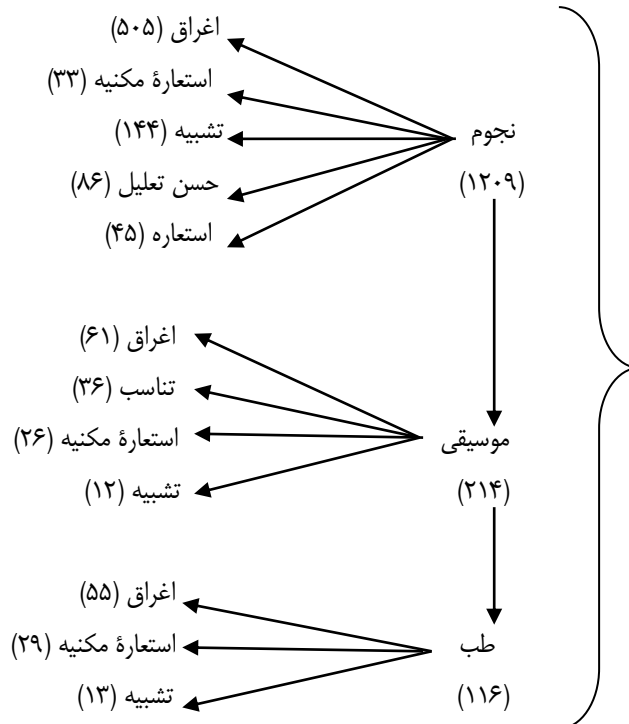 اغراق (۵۰۵)
استعارهٔ مکنیه (۳۳)
نجوم
تشبیه (۱۴۴)
(۱۲۰۹)
حسن تعلیل (۸۶)
استعاره (۴۵)
اغراق (۶۱)
تناسب (۳۶)
موسیقی
استعارهٔ مکنیه (۲۶)
(۲۱۴)
تشبیه (۱۲)
اغراق (۵۵)
طب
استعارهٔ مکنیه (۲۹)
(۱۱۶)
تشبیه (۱۳)